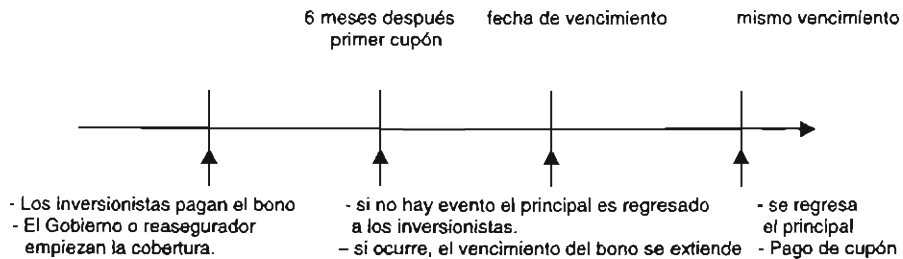 6 meses después
primer cupón
fecha de vencimiento
mismo vencimiento
- Los inversionistas pagan el bono
- El Gobierno o reasegurador
empiezan la cobertura.
- si no hay evento el principal es regresado
a los inversionistas.
– si ocurre, el vencimiento del bono se extiende
- se regresa
el principal
- Pago de cupón